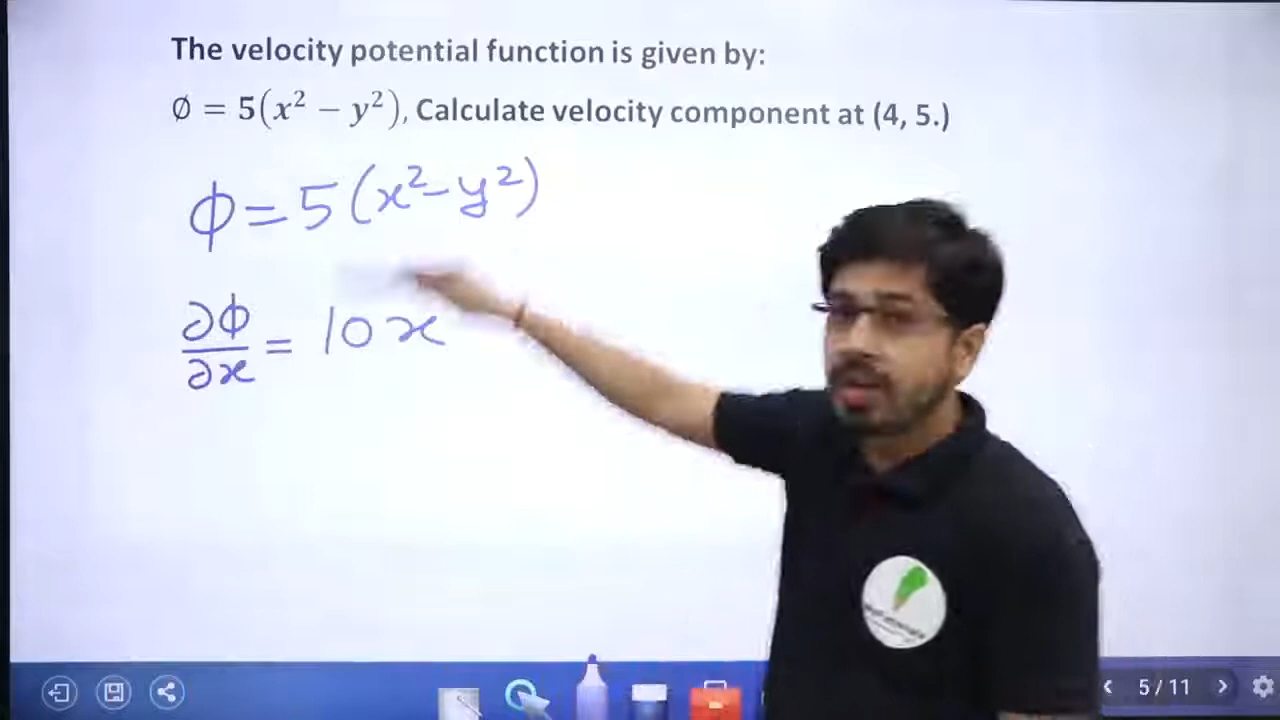 The velocity potential function is given by:
∅ = 5(x² − y²), Calculate velocity component at (4, 5.)
ϕ = 5(x² − y²)
∂ϕ/∂x = 10x
5 / 11